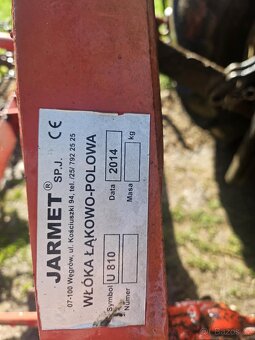 JARMET® SP.J.
07-100 Węgrów, ul. Kościuszki 94, tel. /25/ 792 25 25
WŁÓKA ŁĄKOWO-POLOWA
Symbol U 810
Data 2014
Numer
Masa kg
CE